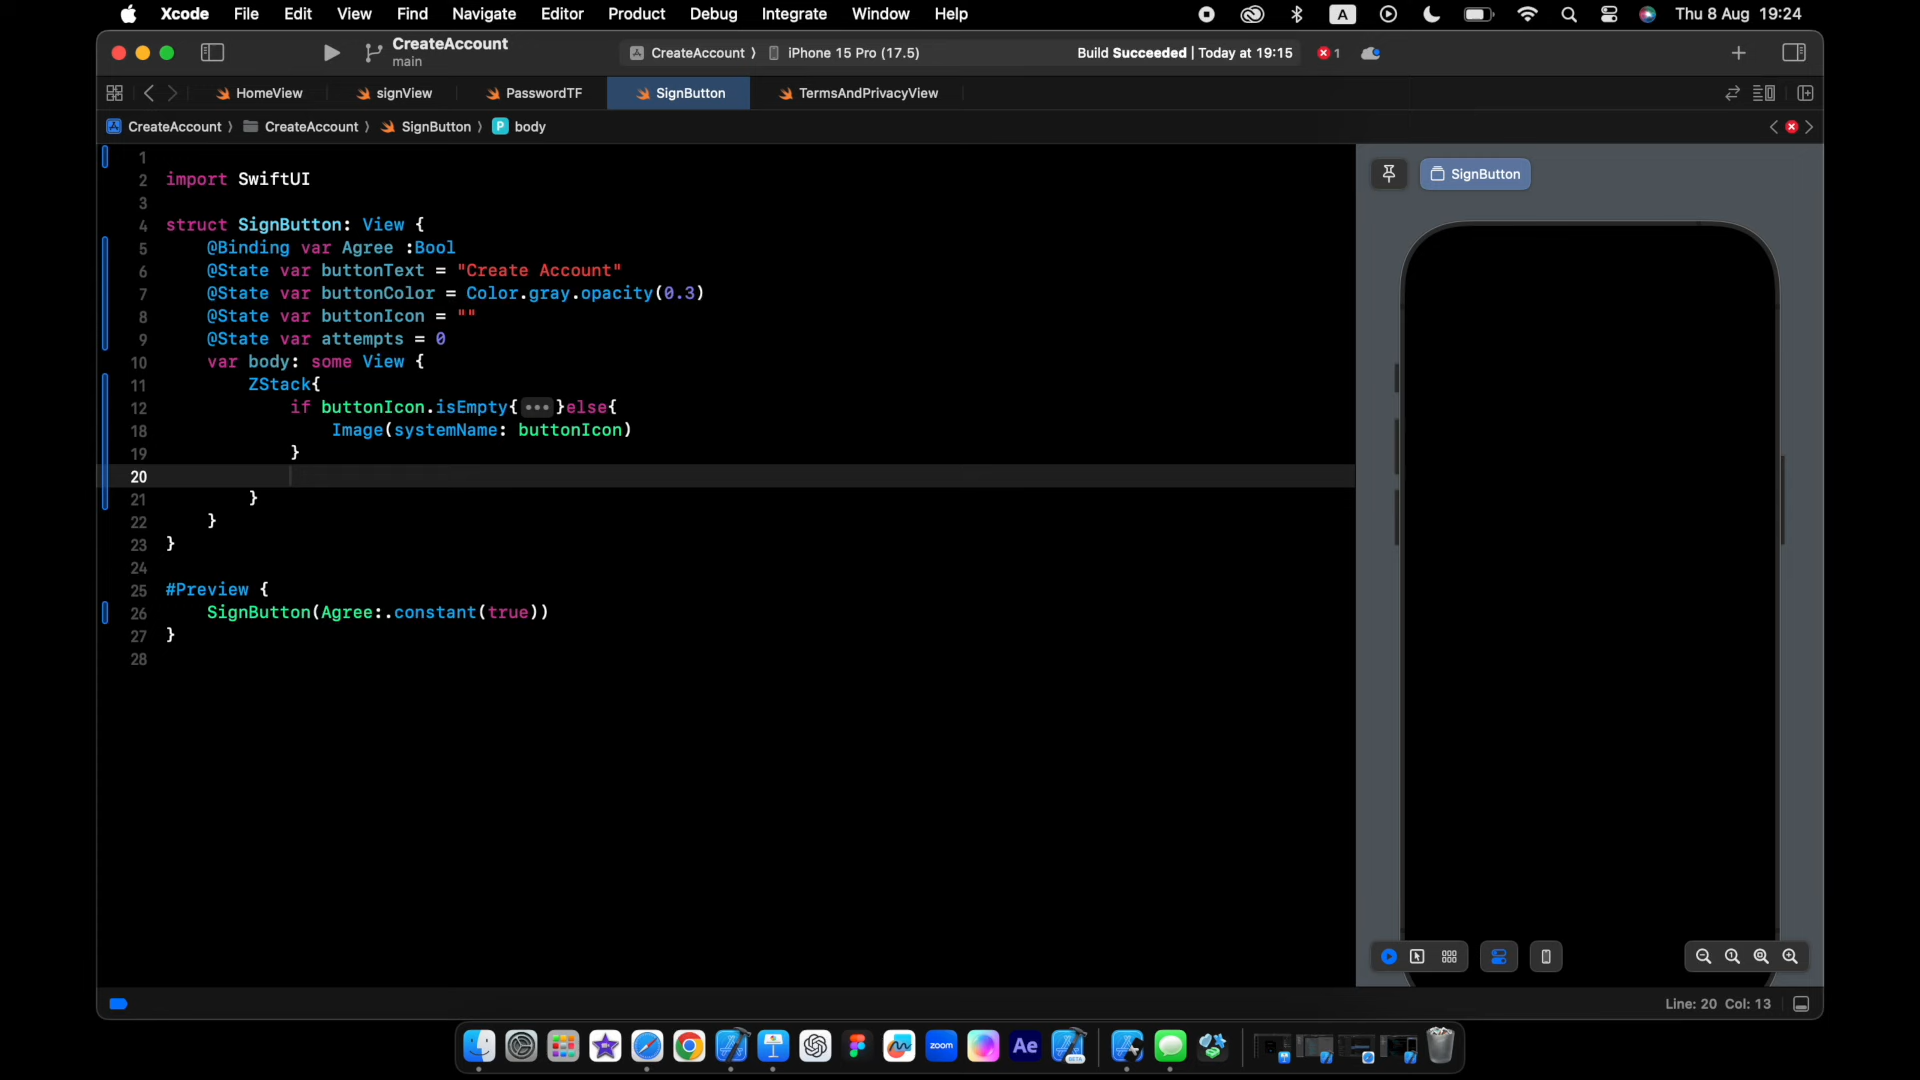 Xcode File Edit View Find Navigate Editor Product Debug Integrate Window Help A Thu 8 Aug 19:24
CreateAccount
main
CreateAccount 〉 iPhone 15 Pro (17.5) Build Succeeded | Today at 19:15 1
HomeView signView PasswordTF SignButton TermsAndPrivacyView
CreateAccount 〉 CreateAccount 〉 SignButton 〉 P body
SignButton
1
2 import SwiftUI
3
4 struct SignButton: View {
5 @Binding var Agree :Bool
6 @State var buttonText = "Create Account"
7 @State var buttonColor = Color.gray.opacity(0.3)
8 @State var buttonIcon = ""
9 @State var attempts = 0
10 var body: some View {
11 ZStack{
12 if buttonIcon.isEmpty{•••}else{
18 Image(systemName: buttonIcon)
19 }
20
21 }
22 }
23 }
24
25 #Preview {
26 SignButton(Agree:.constant(true))
27 }
28
Line: 20 Col: 13
zoom Ae BETA